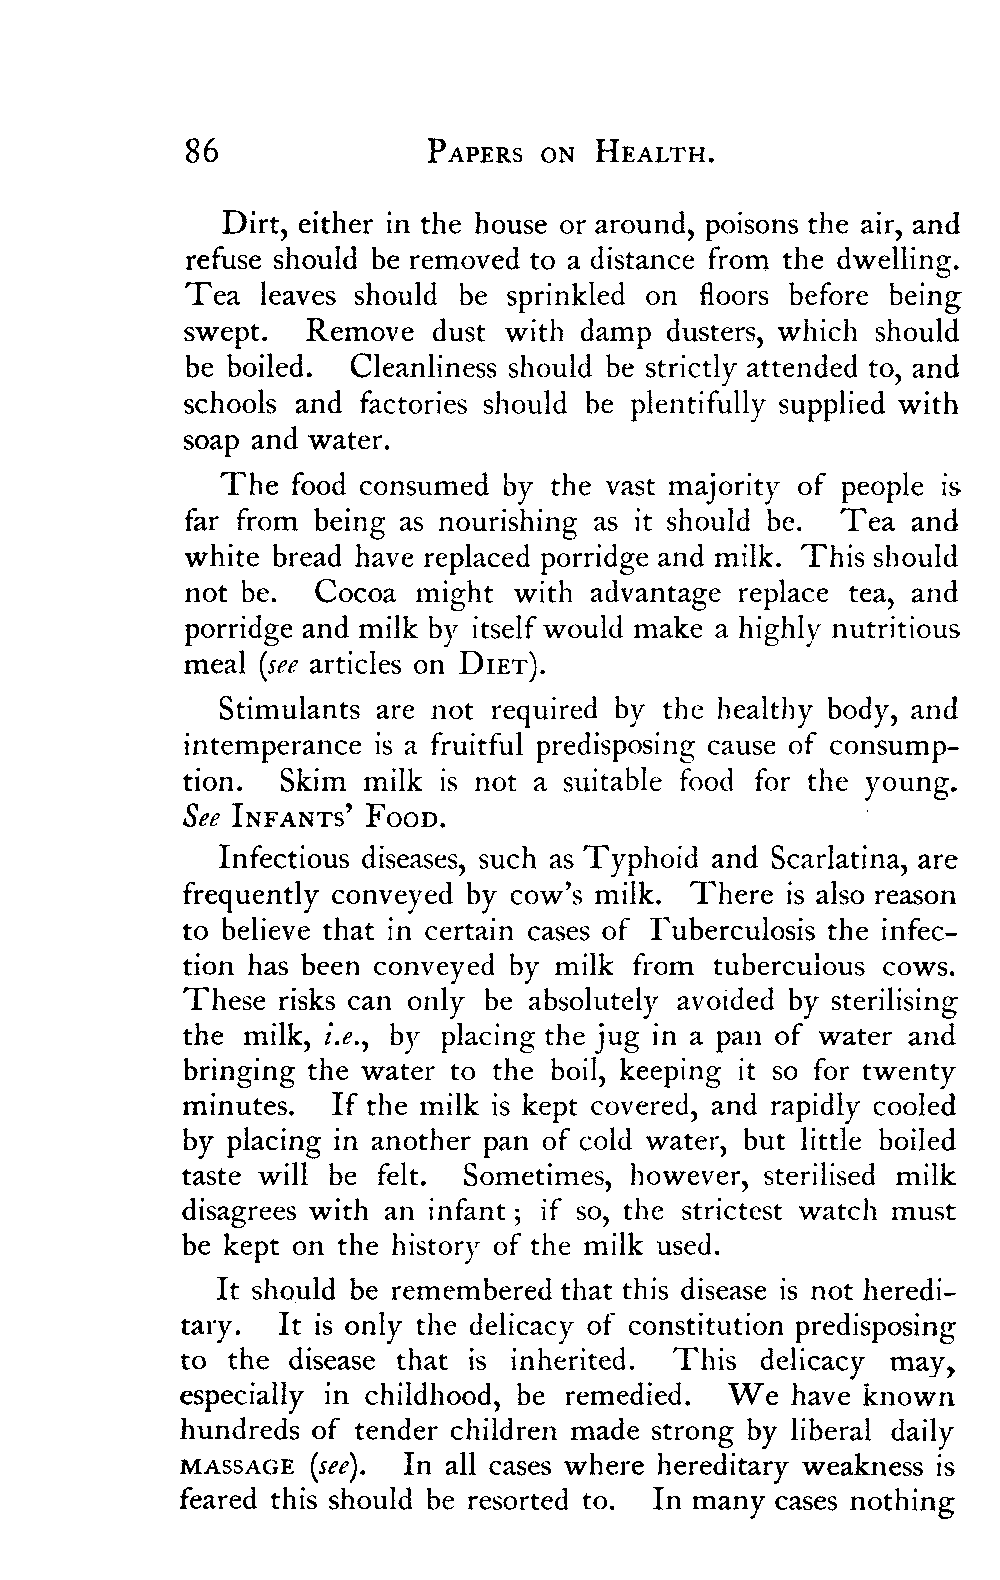 86 PAPERS ON HEALTH.
Dirt, either in the house or around, poisons the air, and
refuse should be removed to a distance from the dwelling.
Tea leaves should be sprinkled on floors before being
swept. Remove dust with damp dusters, which should
be boiled. Cleanliness should be strictly attended to, and
schools and factories should be plentifully supplied with
soap and water.
The food consumed by the vast majority of people is
far from being as nourishing as it should be. Tea and
white bread have replaced porridge and milk. This should
not be. Cocoa might with advantage replace tea, and
porridge and milk by itself would make a highly nutritious
meal (see articles on DIET).
Stimulants are not required by the healthy body, and
intemperance is a fruitful predisposing cause of consump-
tion. Skim milk is not a suitable food for the young.
See INFANTS' FOOD.
Infectious diseases, such as Typhoid and Scarlatina, are
frequently conveyed by cow's milk. There is also reason
to believe that in certain cases of Tuberculosis the infec-
tion has been conveyed by milk from tuberculous cows.
These risks can only be absolutely avoided by sterilising
the milk, i.e., by placing the jug in a pan of water and
bringing the water to the boil, keeping it so for twenty
minutes. If the milk is kept covered, and rapidly cooled
by placing in another pan of cold water, but little boiled
taste will be felt. Sometimes, however, sterilised milk
disagrees with an infant; if so, the strictest watch must
be kept on the history of the milk used.
It should be remembered that this disease is not heredi-
tary. It is only the delicacy of constitution predisposing
to the disease that is inherited. This delicacy may,
especially in childhood, be remedied. We have known
hundreds of tender children made strong by liberal daily
MASSAGE (see). In all cases where hereditary weakness is
feared this should be resorted to. In many cases nothing